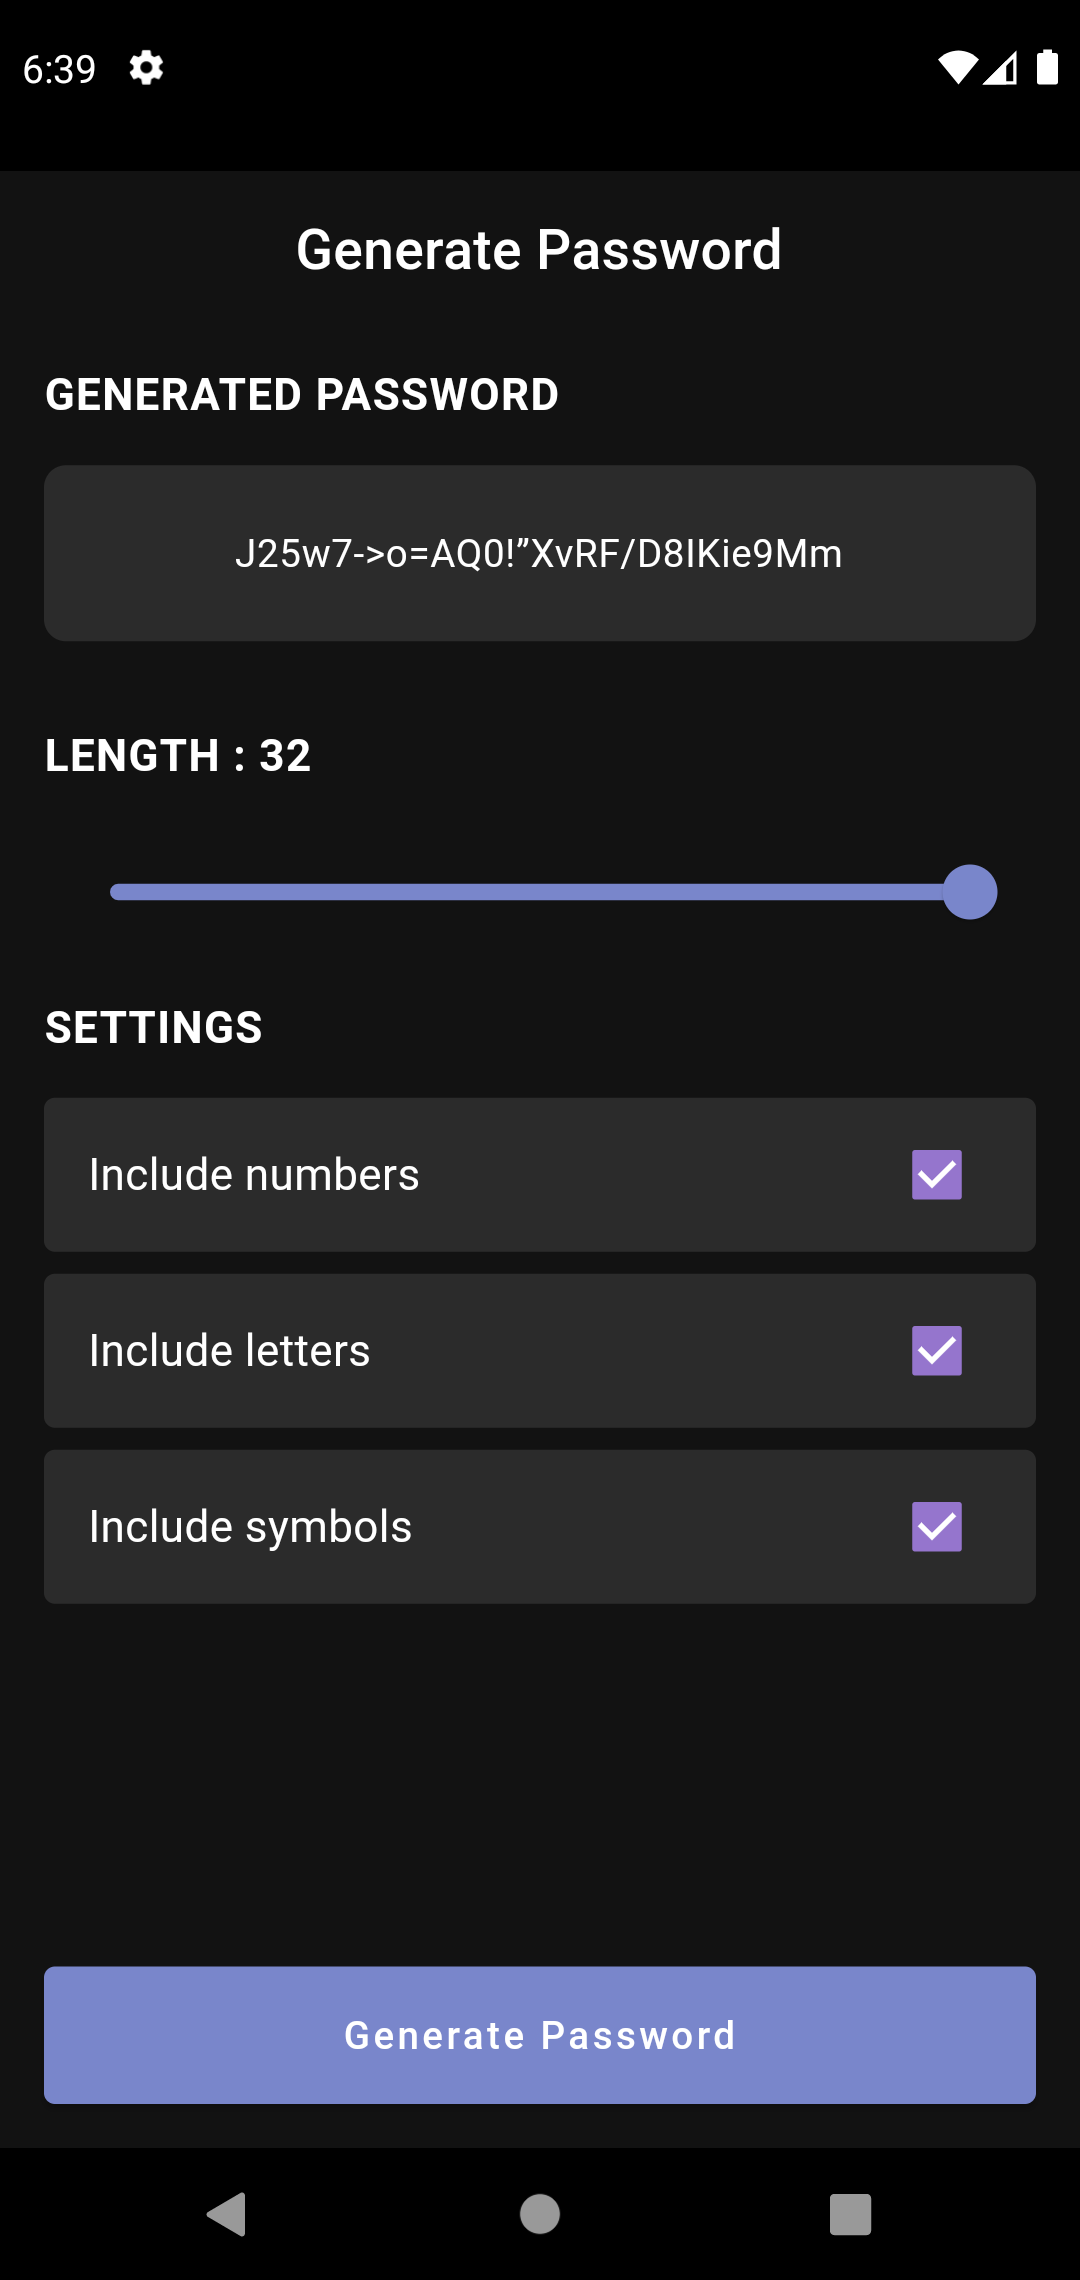 6:39
Generate Password
GENERATED PASSWORD
J25w7->o=AQ0!”XvRF/D8IKie9Mm
LENGTH : 32
SETTINGS
Include numbers
Include letters
Include symbols
Generate Password